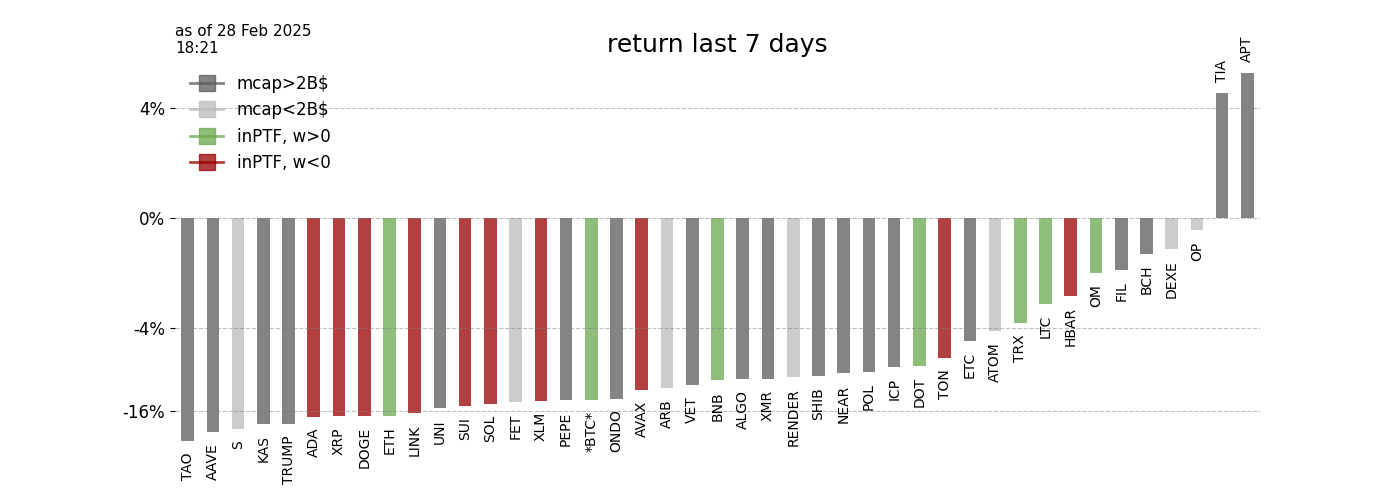 as of 28 Feb 2025
18:21
return last 7 days
mcap>2B$
mcap<2B$
inPTF, w>0
inPTF, w<0
4%
0%
-4%
-16%
TAO
AAVE
S
KAS
TRUMP
ADA
XRP
DOGE
ETH
LINK
UNI
SUI
SOL
FET
XLM
PEPE
*BTC*
ONDO
AVAX
ARB
VET
BNB
ALGO
XMR
RENDER
SHIB
NEAR
POL
ICP
DOT
TON
ETC
ATOM
TRX
LTC
HBAR
OM
FIL
BCH
DEXE
OP
TIA
APT